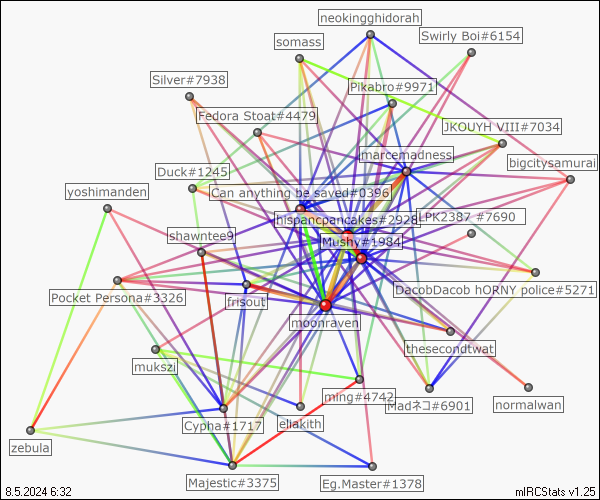 neokingghidorah
Swirly Boi#6154
somass
Silver#7938
Pikabro#9971
Fedora Stoat#4479
JKOUYH VIII#7034
marcemadness
bigcitysamurai
Duck#1245
yoshimanden
Can anything be saved#0396
hispancpancakes#2928
LPK2387_#7690
shawntee9
Mushy#1984
DacobDacob hORNY police#5271
Pocket Persona#3326
frisout
moonraven
thesecondtwat
mukszi
ming#4742
Madネコ#6901
normalwan
Cypha#1717
eliakith
zebula
Majestic#3375
Eg.Master#1378
8.5.2024 6:32
mIRCStats v1.25